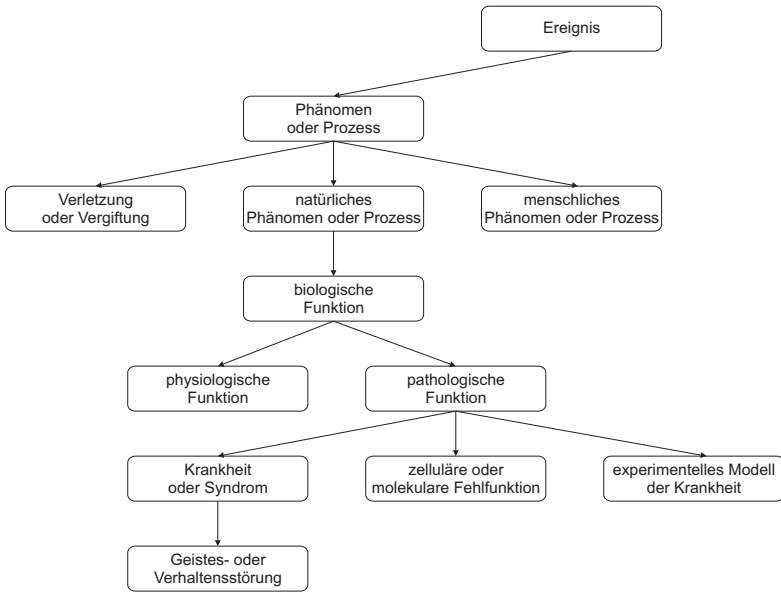 Ereignis
Phänomen
oder Prozess
Verletzung
oder Vergiftung
natürliches
Phänomen oder Prozess
menschliches
Phänomen oder Prozess
biologische
Funktion
physiologische
Funktion
pathologische
Funktion
Krankheit
oder Syndrom
zelluläre oder
molekulare Fehlfunktion
experimentelles Modell
der Krankheit
Geistes- oder
Verhaltensstörung